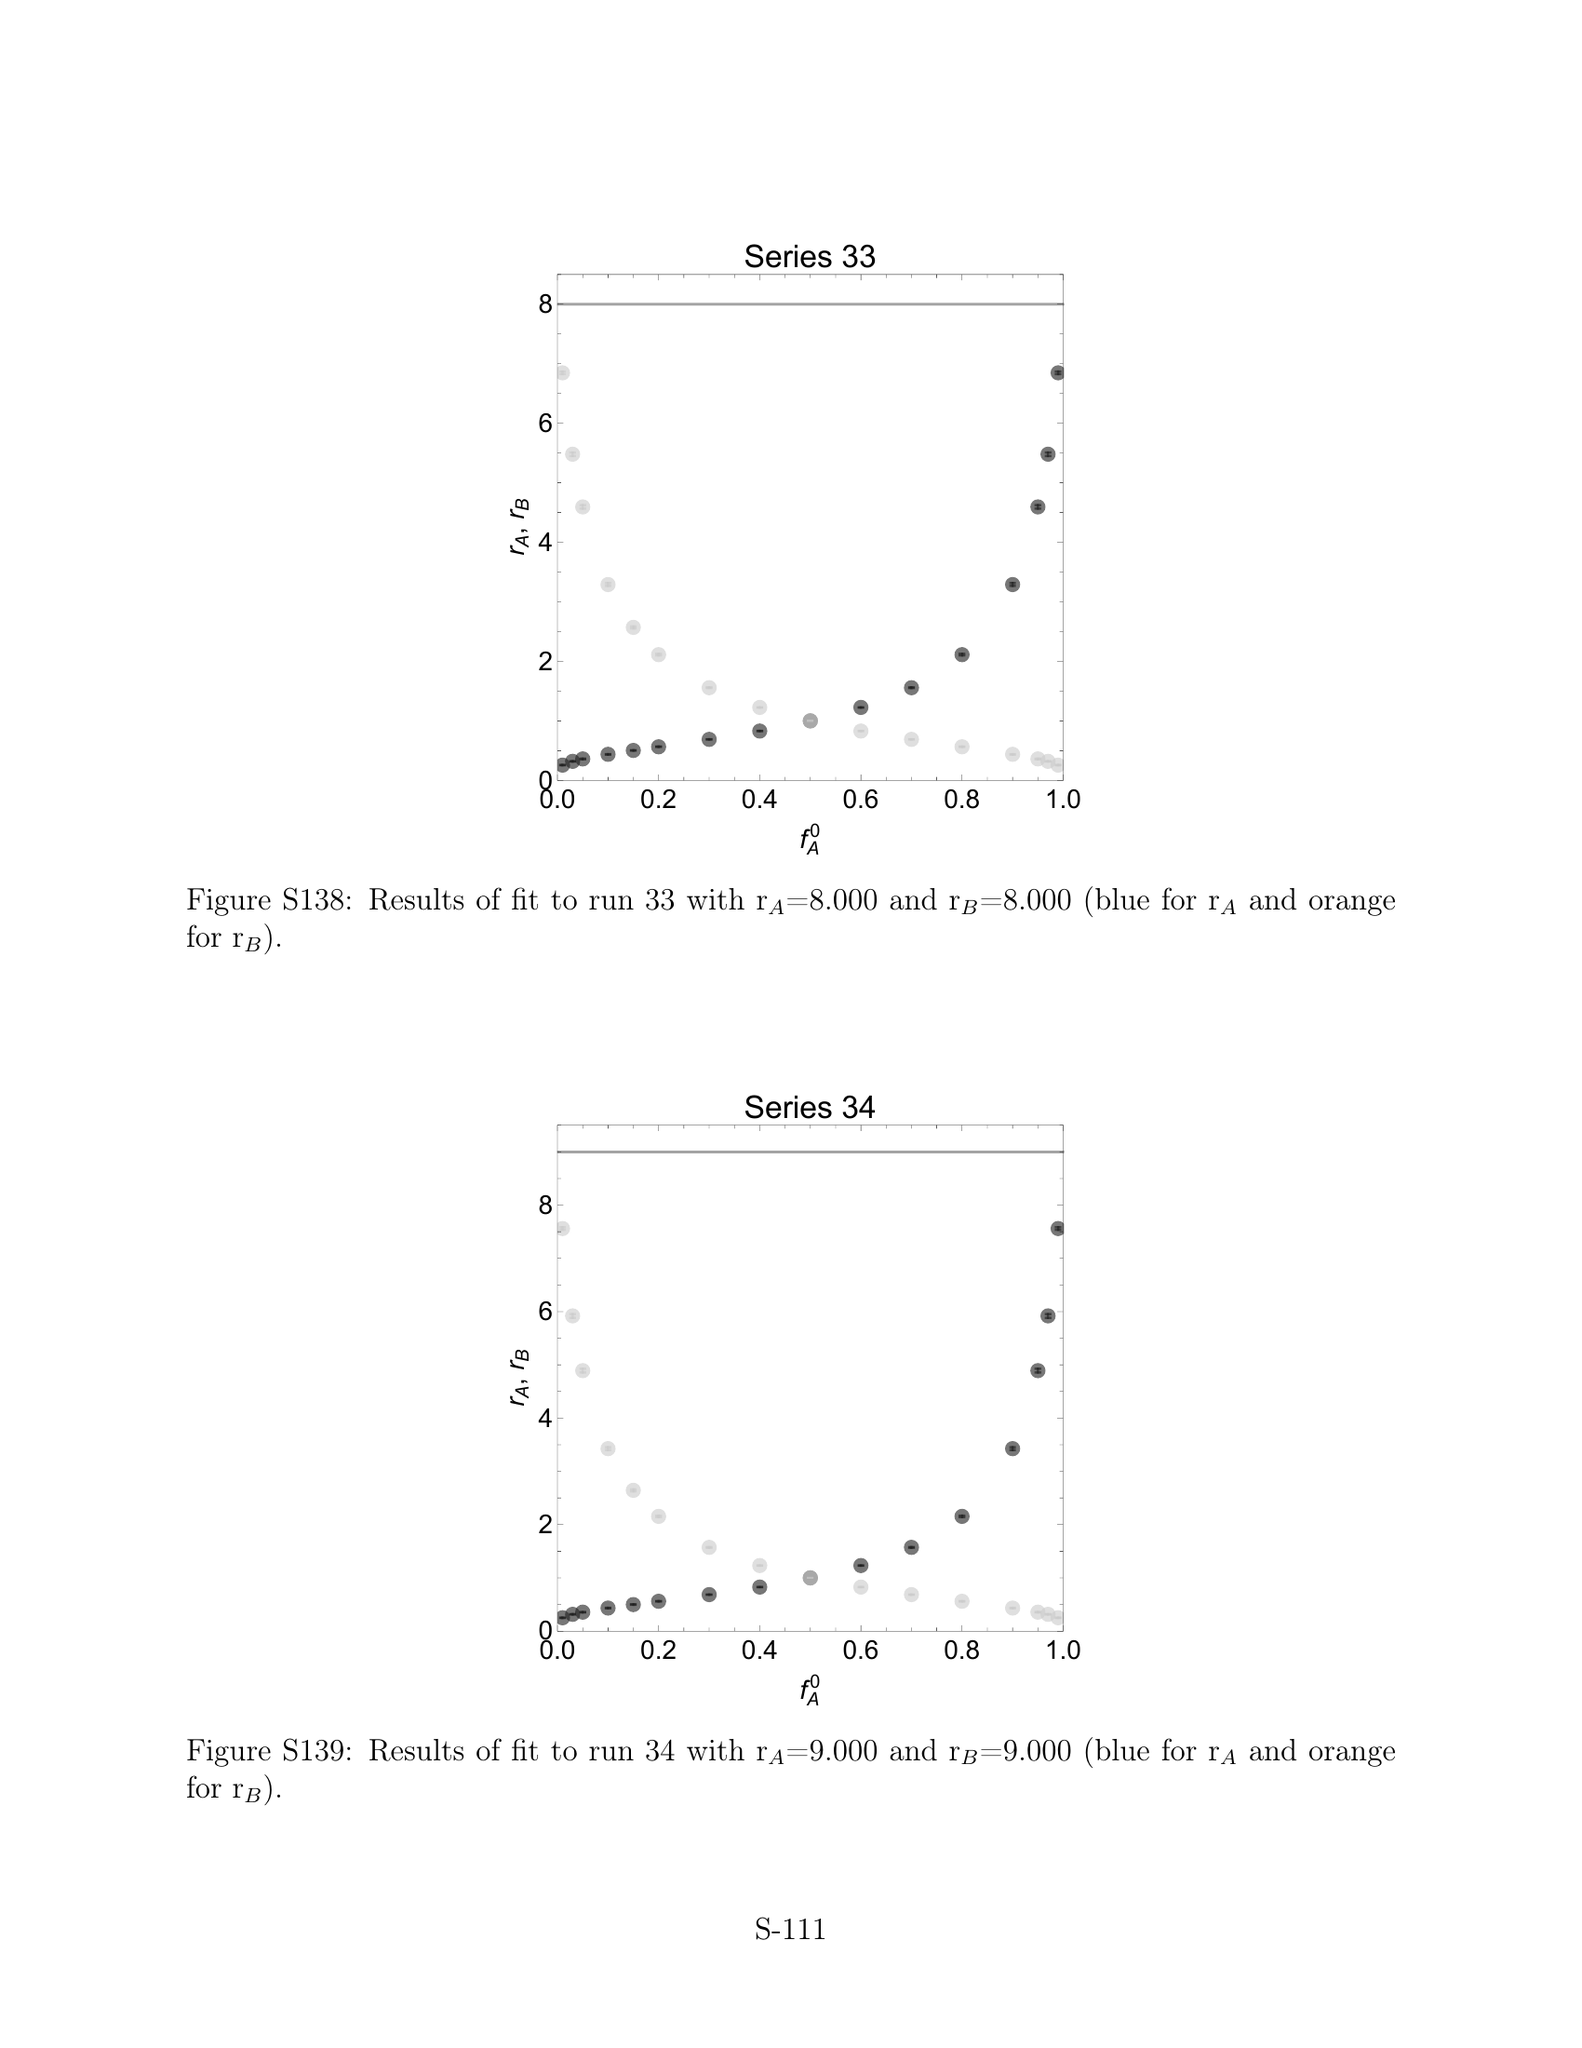 Series 33
8
6
4
2
0
r_A, r_B
0.0 0.2 0.4 0.6 0.8 1.0
f_A^0
Figure S138: Results of fit to run 33 with r_A=8.000 and r_B=8.000 (blue for r_A and orange
for r_B).
Series 34
8
6
4
2
0
r_A, r_B
0.0 0.2 0.4 0.6 0.8 1.0
f_A^0
Figure S139: Results of fit to run 34 with r_A=9.000 and r_B=9.000 (blue for r_A and orange
for r_B).
S-111